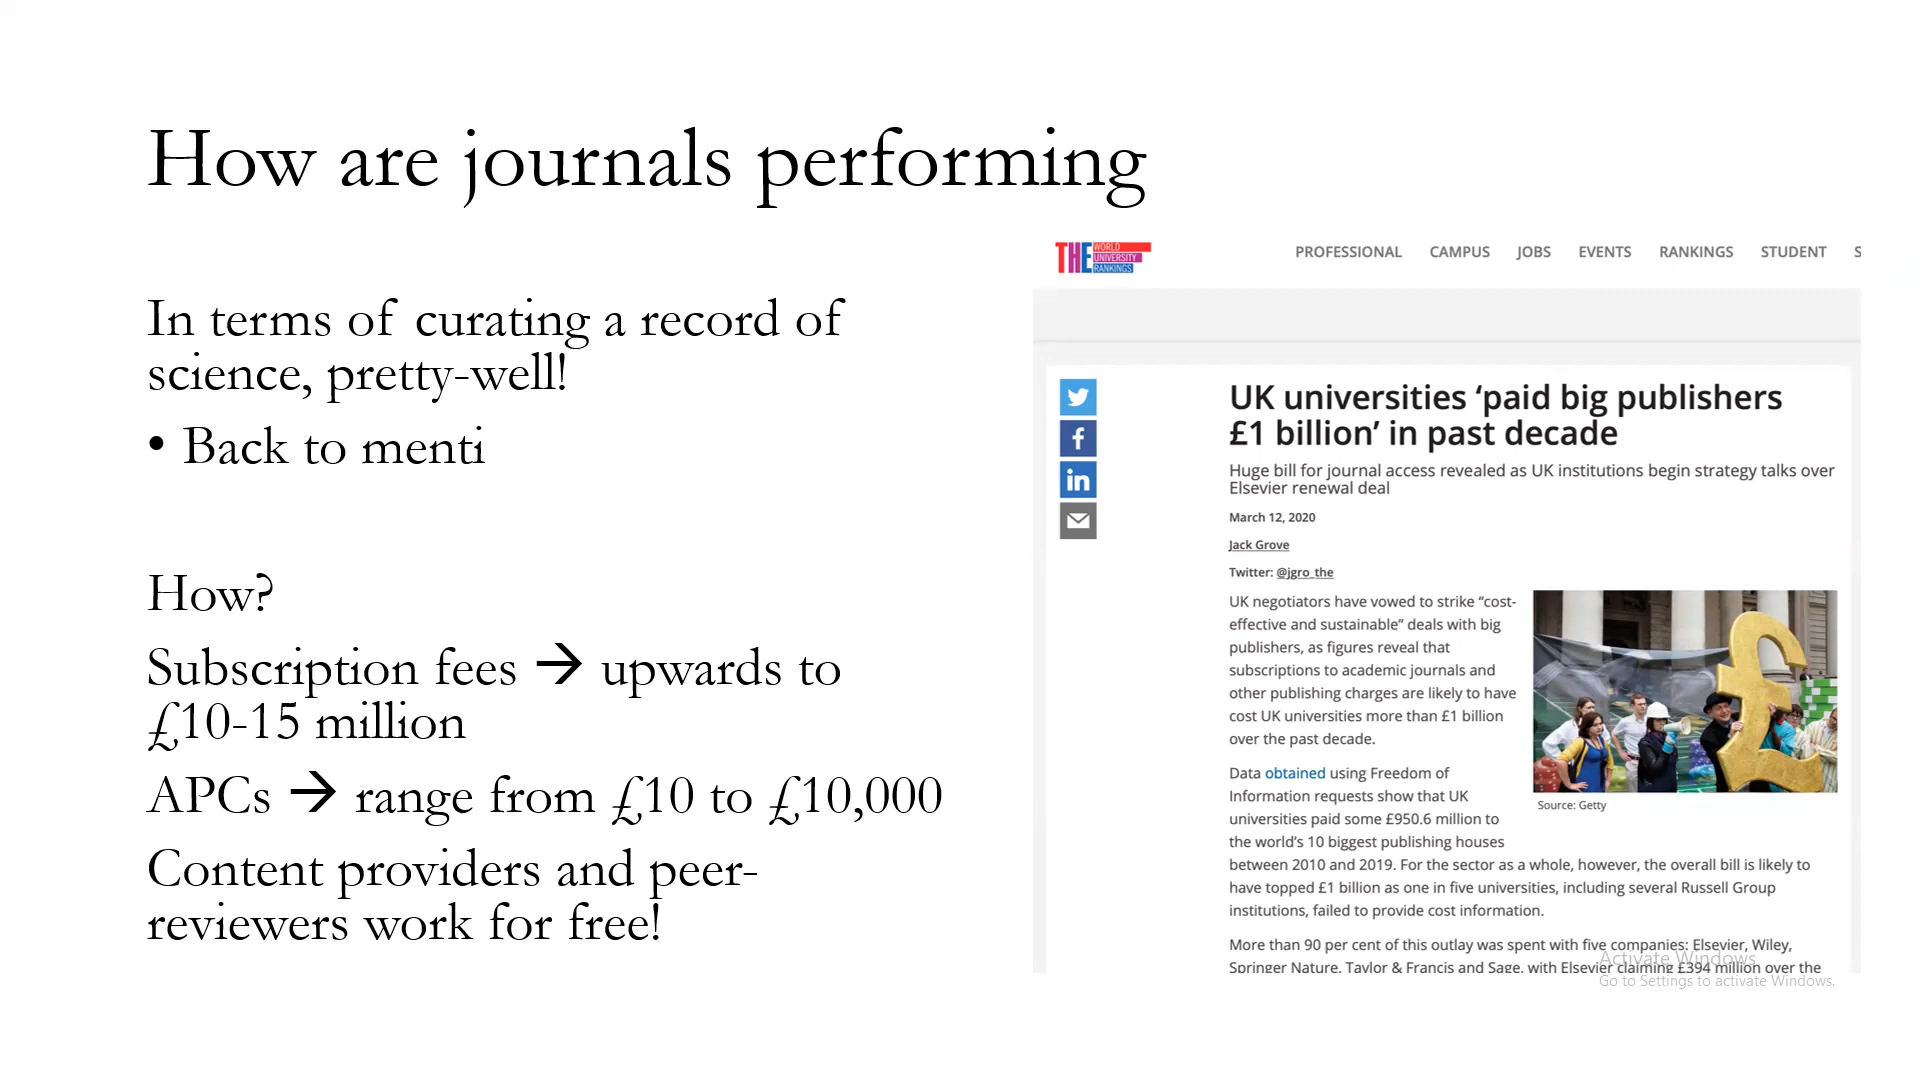 How are journals performing
In terms of curating a record of
science, pretty-well!
• Back to menti
How?
Subscription fees → upwards to
£10-15 million
APCs → range from £10 to £10,000
Content providers and peer-
reviewers work for free!
THE WORLD UNIVERSITY RANKINGS
PROFESSIONAL CAMPUS JOBS EVENTS RANKINGS STUDENT S
UK universities ‘paid big publishers
£1 billion’ in past decade
Huge bill for journal access revealed as UK institutions begin strategy talks over
Elsevier renewal deal
March 12, 2020
Jack Grove
Twitter: @jgro_the
UK negotiators have vowed to strike “cost-
effective and sustainable” deals with big
publishers, as figures reveal that
subscriptions to academic journals and
other publishing charges are likely to have
cost UK universities more than £1 billion
over the past decade.
Source: Getty
Data obtained using Freedom of
Information requests show that UK
universities paid some £950.6 million to
the world’s 10 biggest publishing houses
between 2010 and 2019. For the sector as a whole, however, the overall bill is likely to
have topped £1 billion as one in five universities, including several Russell Group
institutions, failed to provide cost information.
More than 90 per cent of this outlay was spent with five companies: Elsevier, Wiley,
Springer Nature, Taylor & Francis and Sage, with Elsevier claiming £394 million over the
Activate Windows
Go to Settings to activate Windows.